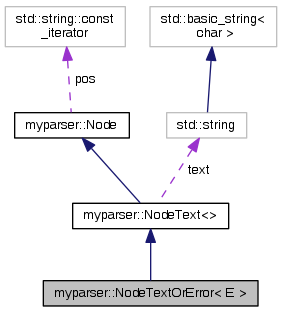 std::string::const
_iterator
std::basic_string<
char >
pos
myparser::Node
std::string
text
myparser::NodeText<>
myparser::NodeTextOrError< E >